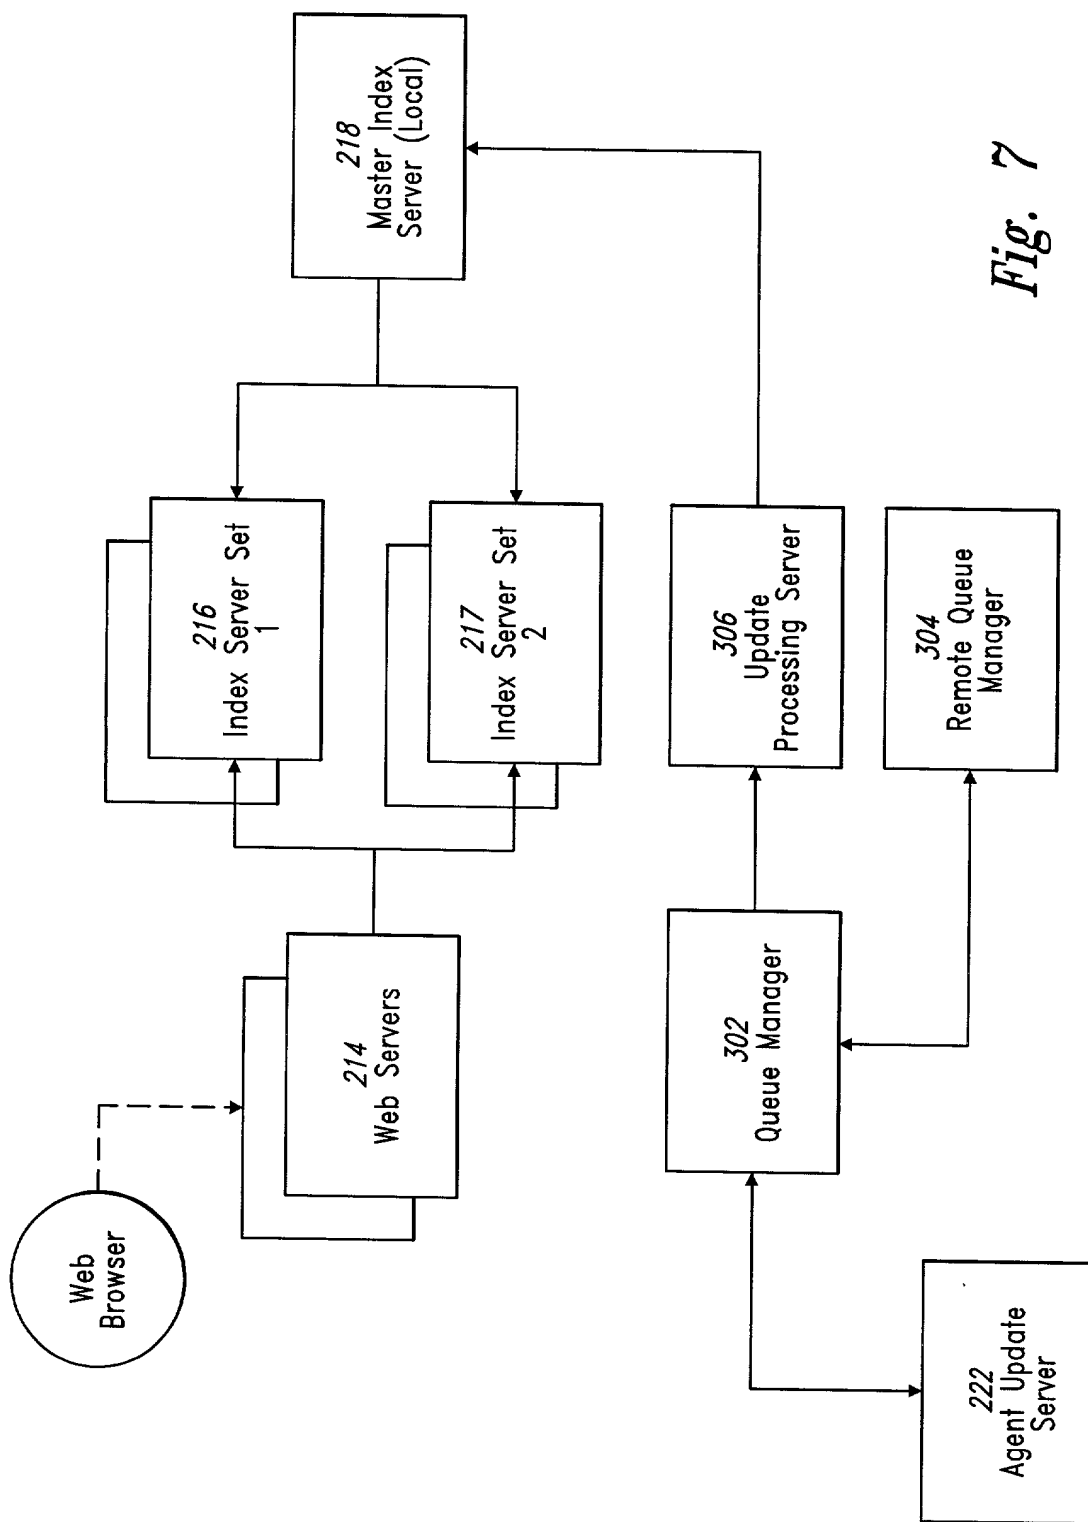 Web
Browser
214
Web Servers
216
Index Server Set
1
217
Index Server Set
2
218
Master Index
Server (Local)
222
Agent Update
Server
302
Queue Manager
306
Update
Processing Server
304
Remote Queue
Manager
Fig. 7